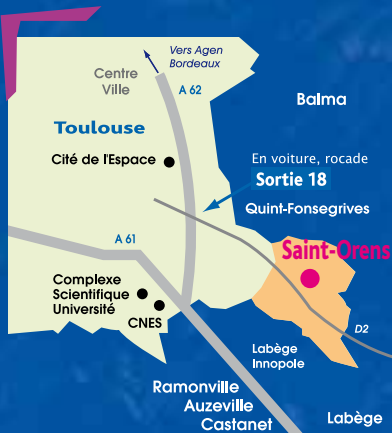 Vers Agen
Bordeaux
Centre
Ville
A 62
Balma
Toulouse
Cité de l'Espace
En voiture, rocade
Sortie 18
Quint-Fonsegrives
A 61
Saint-Orens
Complexe
Scientifique
Université
CNES
D2
Labège
Innopole
Ramonville
Auzeville
Castanet
Labège